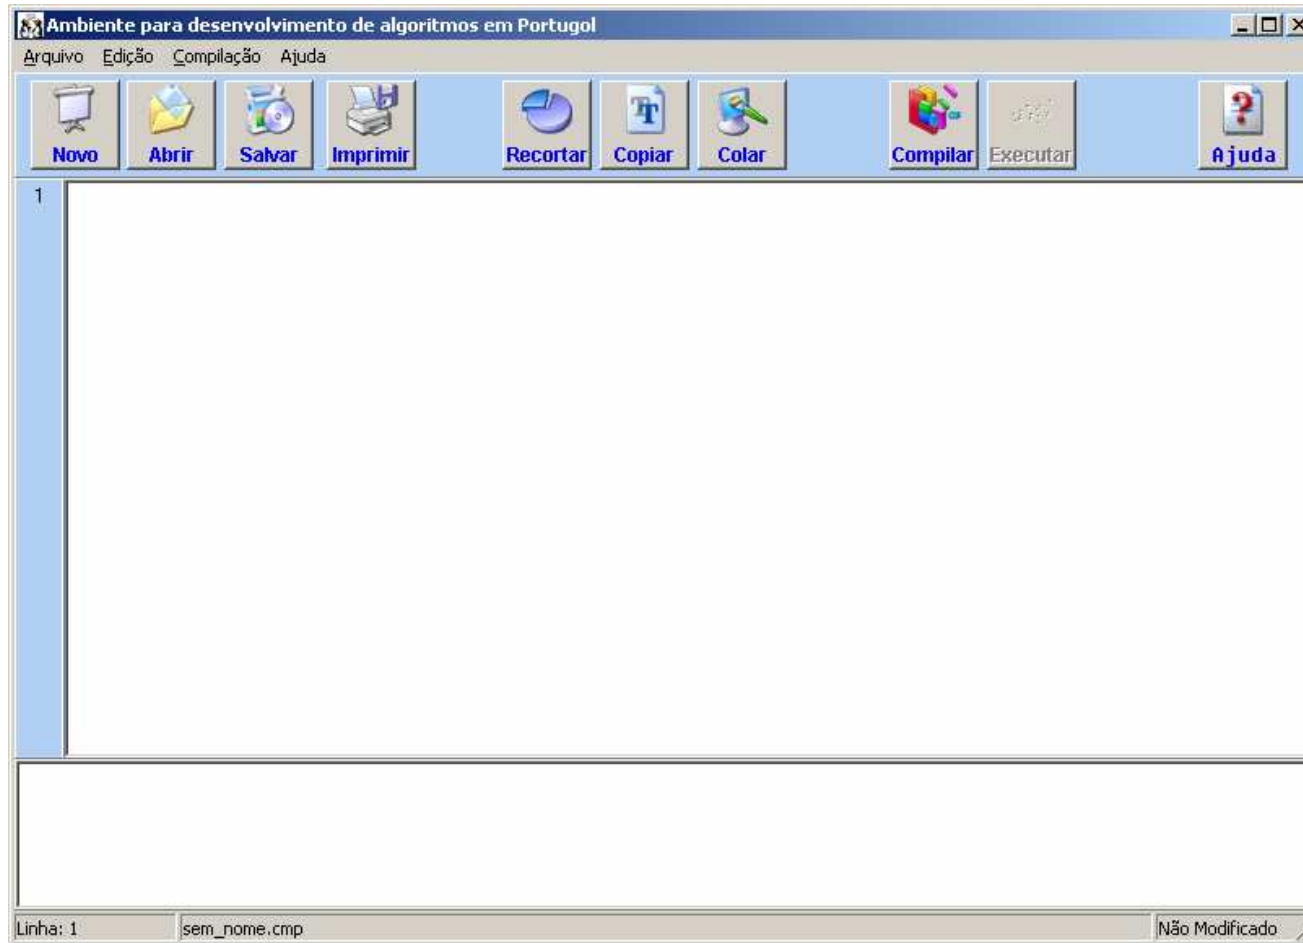 Ambiente para desenvolvimento de algoritmos em Portugol
Arquivo Edição Compilação Ajuda
Novo Abrir Salvar Imprimir Recortar Copiar Colar Compilar Executar Ajuda
1
Linha: 1 sem_nome.cmp Não Modificado